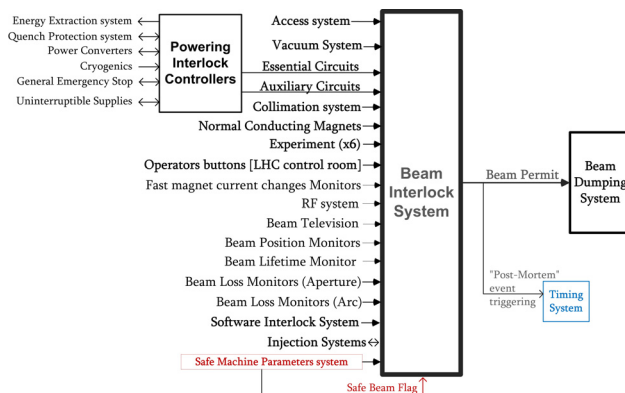 Energy Extraction system
Quench Protection system
Power Converters
Cryogenics
General Emergency Stop
Uninterruptible Supplies
Powering
Interlock
Controllers
Access system
Vacuum System
Essential Circuits
Auxiliary Circuits
Collimation system
Normal Conducting Magnets
Experiment (x6)
Operators buttons [LHC control room]
Fast magnet current changes Monitors
RF system
Beam Television
Beam Position Monitors
Beam Lifetime Monitor
Beam Loss Monitors (Aperture)
Beam Loss Monitors (Arc)
Software Interlock System
Injection Systems
Safe Machine Parameters system
Beam
Interlock
System
Safe Beam Flag
Beam Permit
Beam
Dumping
System
"Post-Mortem"
event
triggering
Timing
System